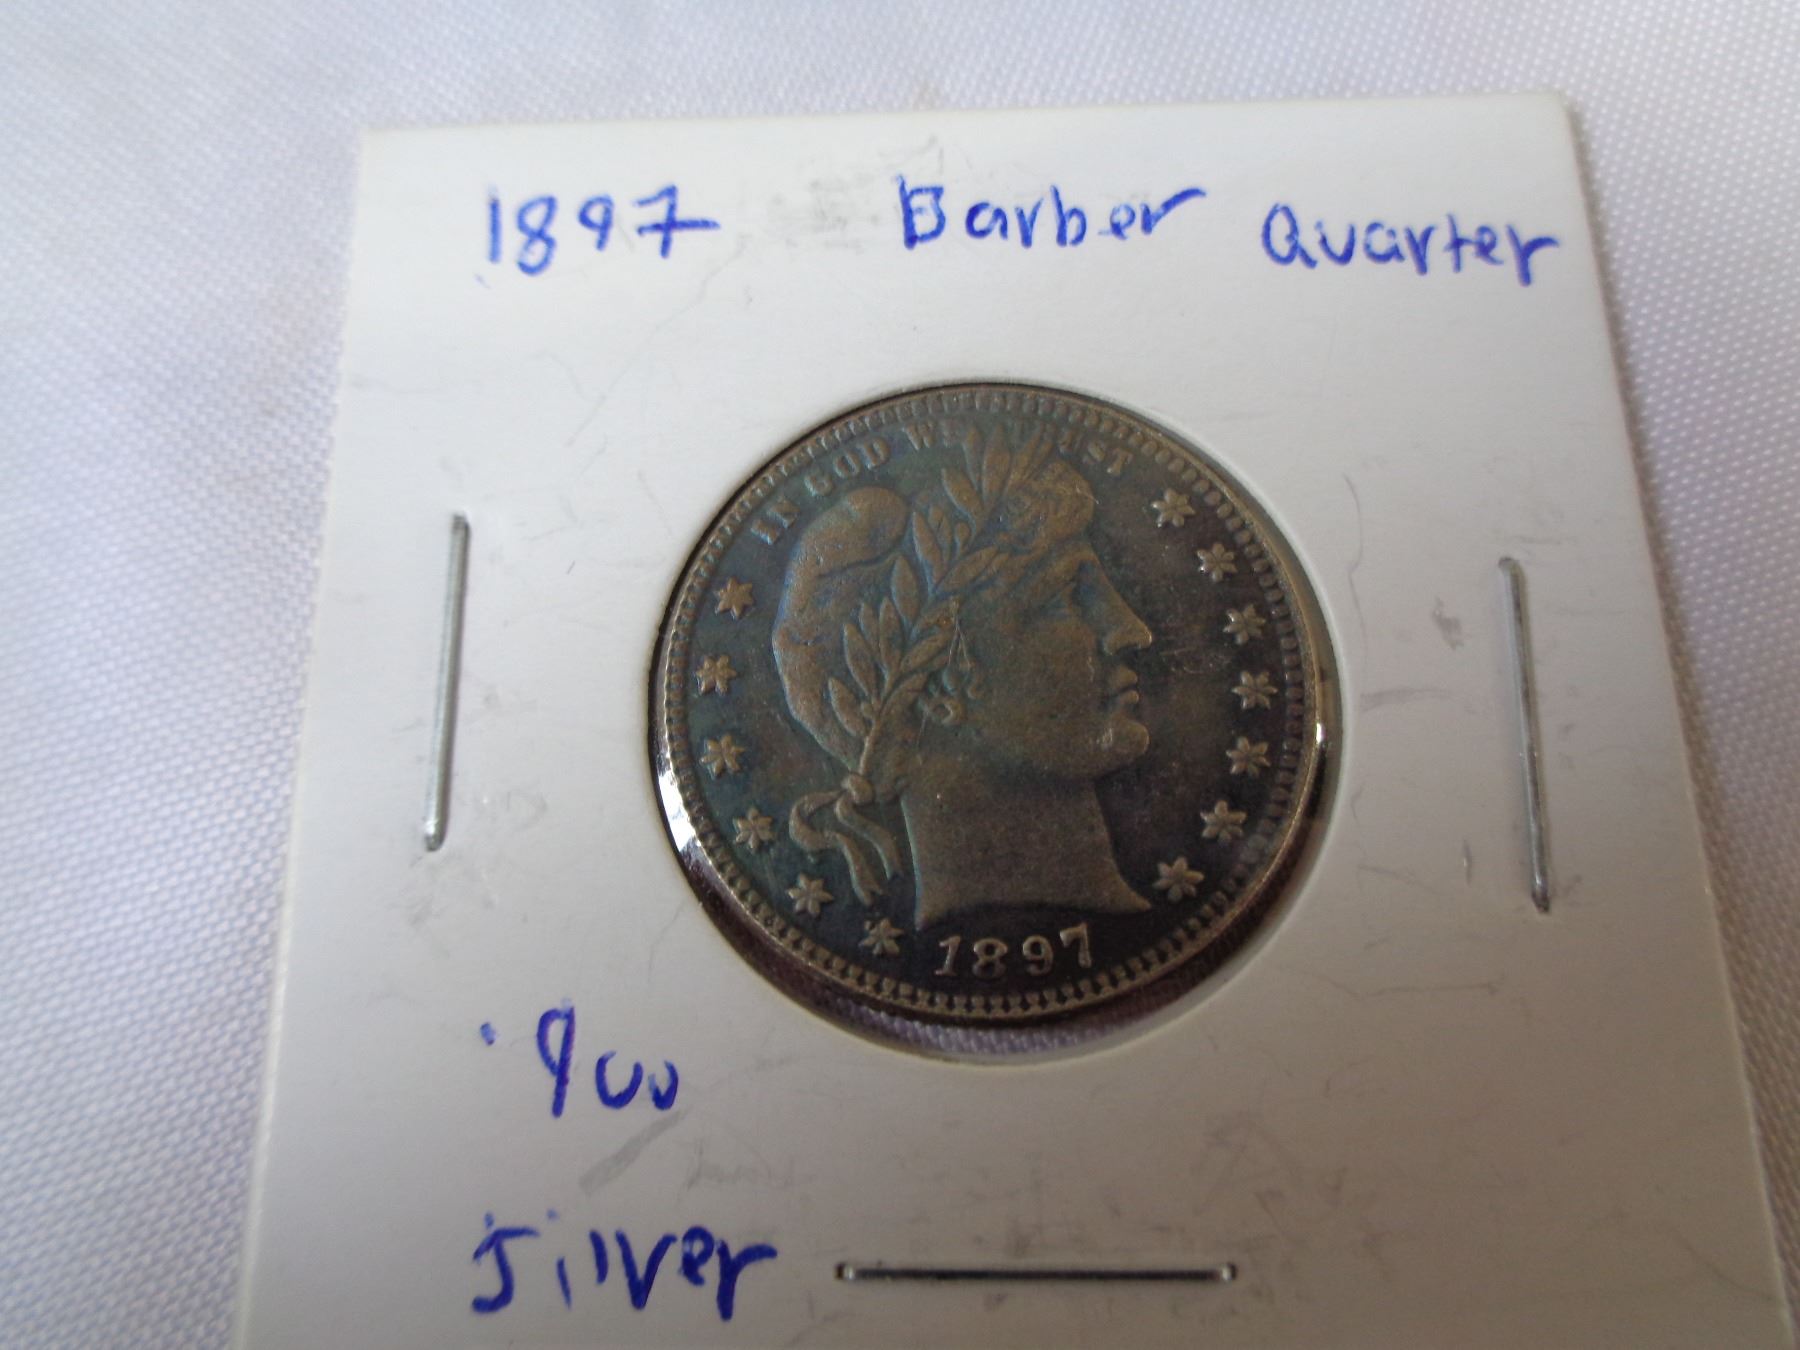 1897 Barber Quarter
IN GOD WE TRUST
1897
.900
Silver